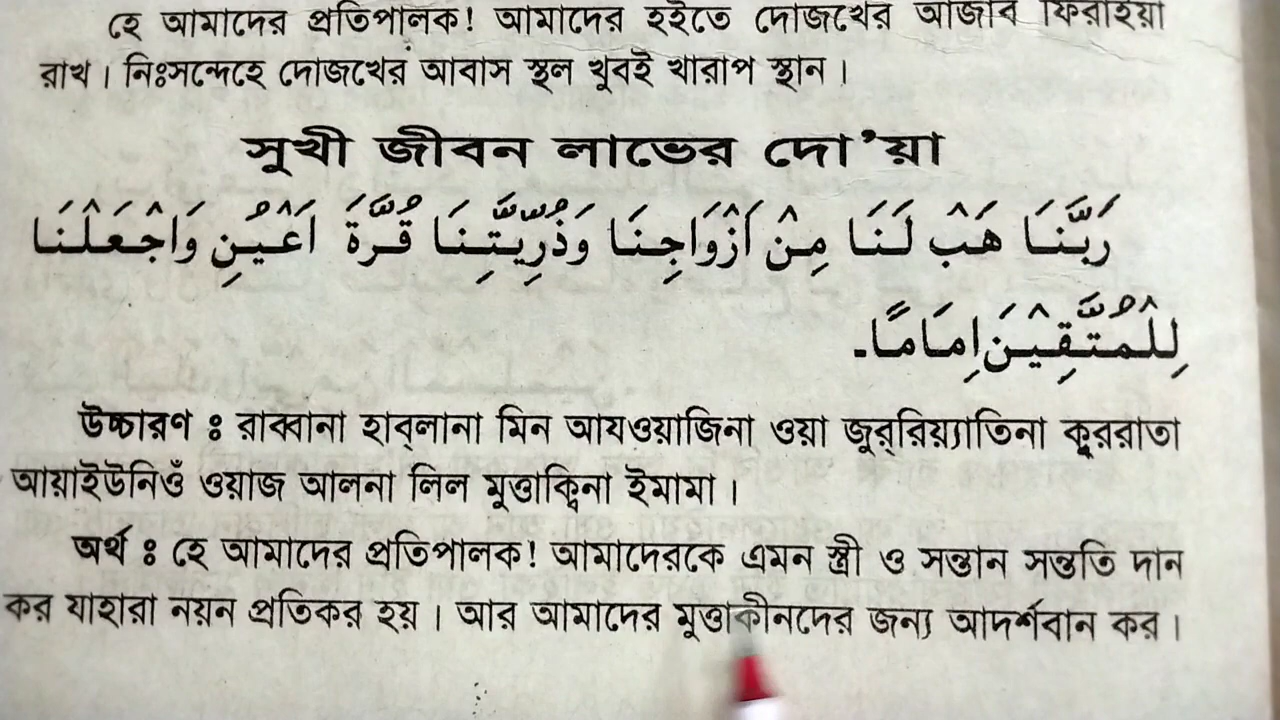 হে আমাদের প্রতিপালক! আমাদের হইতে দোজখের আজাব ফিরাইয়া
রাখ। নিঃসন্দেহে দোজখের আবাস স্থল খুবই খারাপ স্থান।
সুখী জীবন লাভের দো'য়া
رَبَّنَا هَبْ لَنَا مِنْ اَزْوَاجِنَا وَذُرِّيّٰتِنَا قُرَّةَ اَعْيُنٍ وَاجْعَلْنَا
لِلْمُتَّقِيْنَ اِمَامًا۔
উচ্চারণ ঃ রাব্বানা হাব্‌লানা মিন আযওয়াজিনা ওয়া জুর্‌রিয়্যাতিনা ক্বুররাতা
আয়াইউনিওঁ ওয়াজ আলনা লিল মুত্তাক্বিনা ইমামা।
অর্থ ঃ হে আমাদের প্রতিপালক! আমাদেরকে এমন স্ত্রী ও সন্তান সন্ততি দান
কর যাহারা নয়ন প্রতিকর হয়। আর আমাদের মুত্তাকীনদের জন্য আদর্শবান কর।